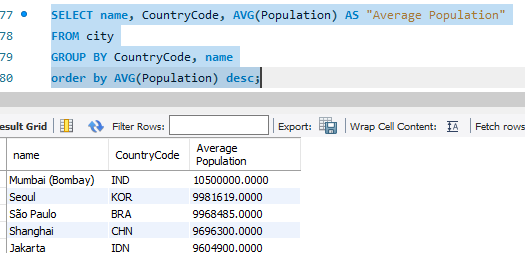 77 SELECT name, CountryCode, AVG(Population) AS "Average Population"
78 FROM city
79 GROUP BY CountryCode, name
80 order by AVG(Population) desc;
esult Grid Filter Rows: Export: Wrap Cell Content: IA Fetch rows
name CountryCode Average
Population
Mumbai (Bombay) IND 10500000.0000
Seoul KOR 9981619.0000
São Paulo BRA 9968485.0000
Shanghai CHN 9696300.0000
Jakarta IDN 9604900.0000